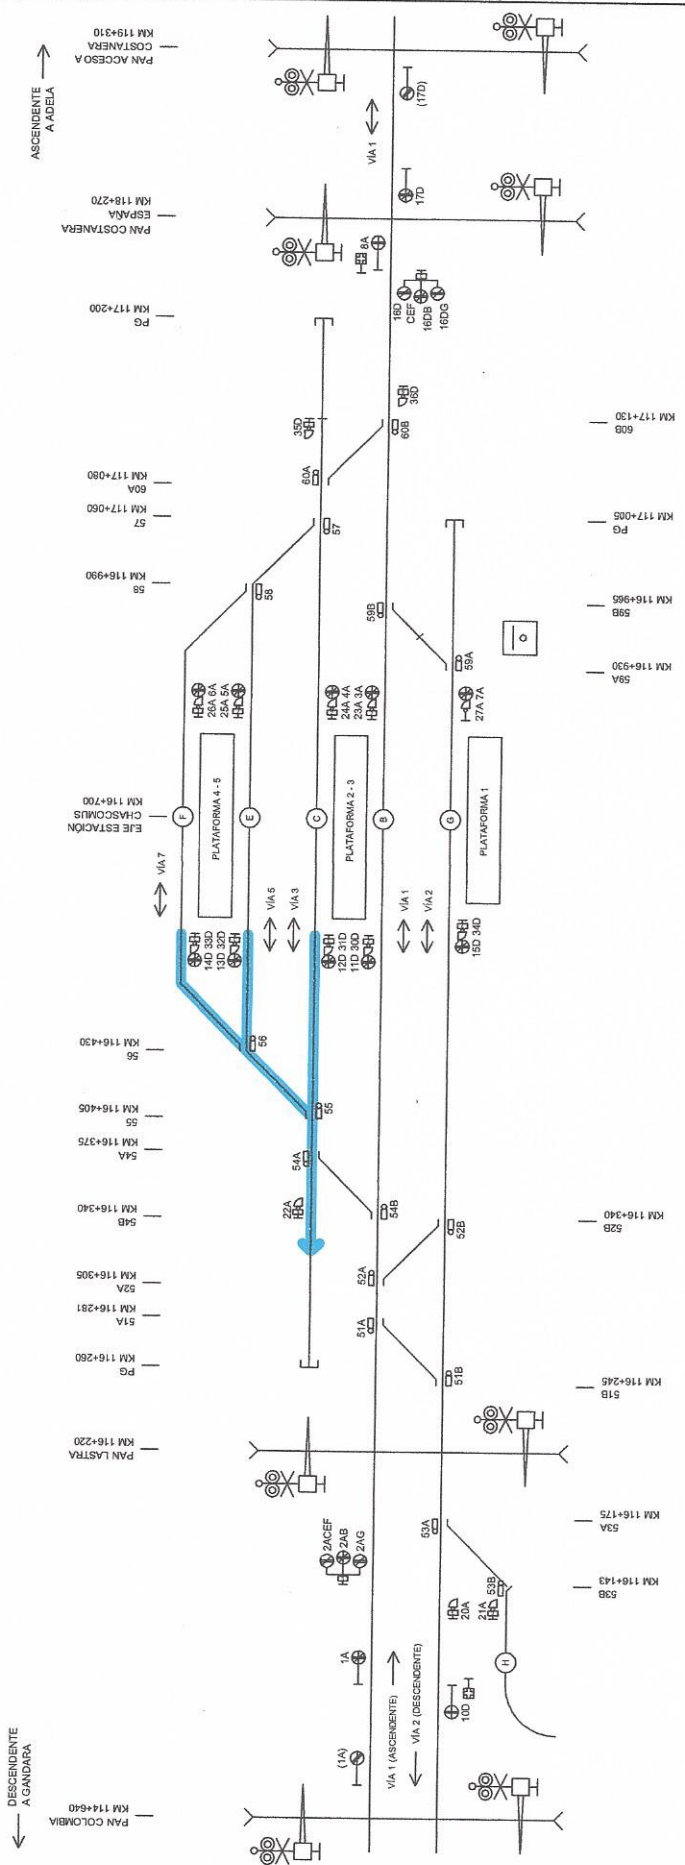 DESCENDENTE
A GANDARA
ASCENDENTE
A ADELA
PAN COLOMBIA
KM 114+640
PAN LASTRA
KM 116+220
PG
KM 116+260
51A
KM 116+281
52A
KM 116+305
54B
KM 116+340
54A
KM 116+375
55
KM 116+405
56
KM 116+430
EJE ESTACIÓN
CHASCOMUS
KM 116+700
58
KM 116+990
57
KM 117+060
60A
KM 117+080
PG
KM 117+200
PAN COSTANERA
ESPAÑA
KM 118+270
PAN ACCESO A
COSTANERA
KM 119+310
VÍA 7
F
14D 33D
13D 32D
PLATAFORMA 4 - 5
26A 6A
25A 5A
56
E
58
VÍA 5
VÍA 3
22A
54A
55
C
57
60A
35D
12D 31D
11D 30D
PLATAFORMA 2 - 3
24A 4A
23A 3A
(1A)
1A
2ACEF
2AB
2AG
51A
52A
54B
B
59B
60B
36D
8A
16D
CEF
16DB
16DG
17D
VÍA 1
(17D)
VÍA 1 (ASCENDENTE)
VÍA 2 (DESCENDENTE)
VÍA 1
VÍA 2
10D
53A
51B
52B
G
59A
20A
21A
53B
H
15D 34D
PLATAFORMA 1
27A 7A
53B
KM 116+143
53A
KM 116+175
51B
KM 116+245
52B
KM 116+340
59A
KM 116+930
59B
KM 116+965
PG
KM 117+005
60B
KM 117+130